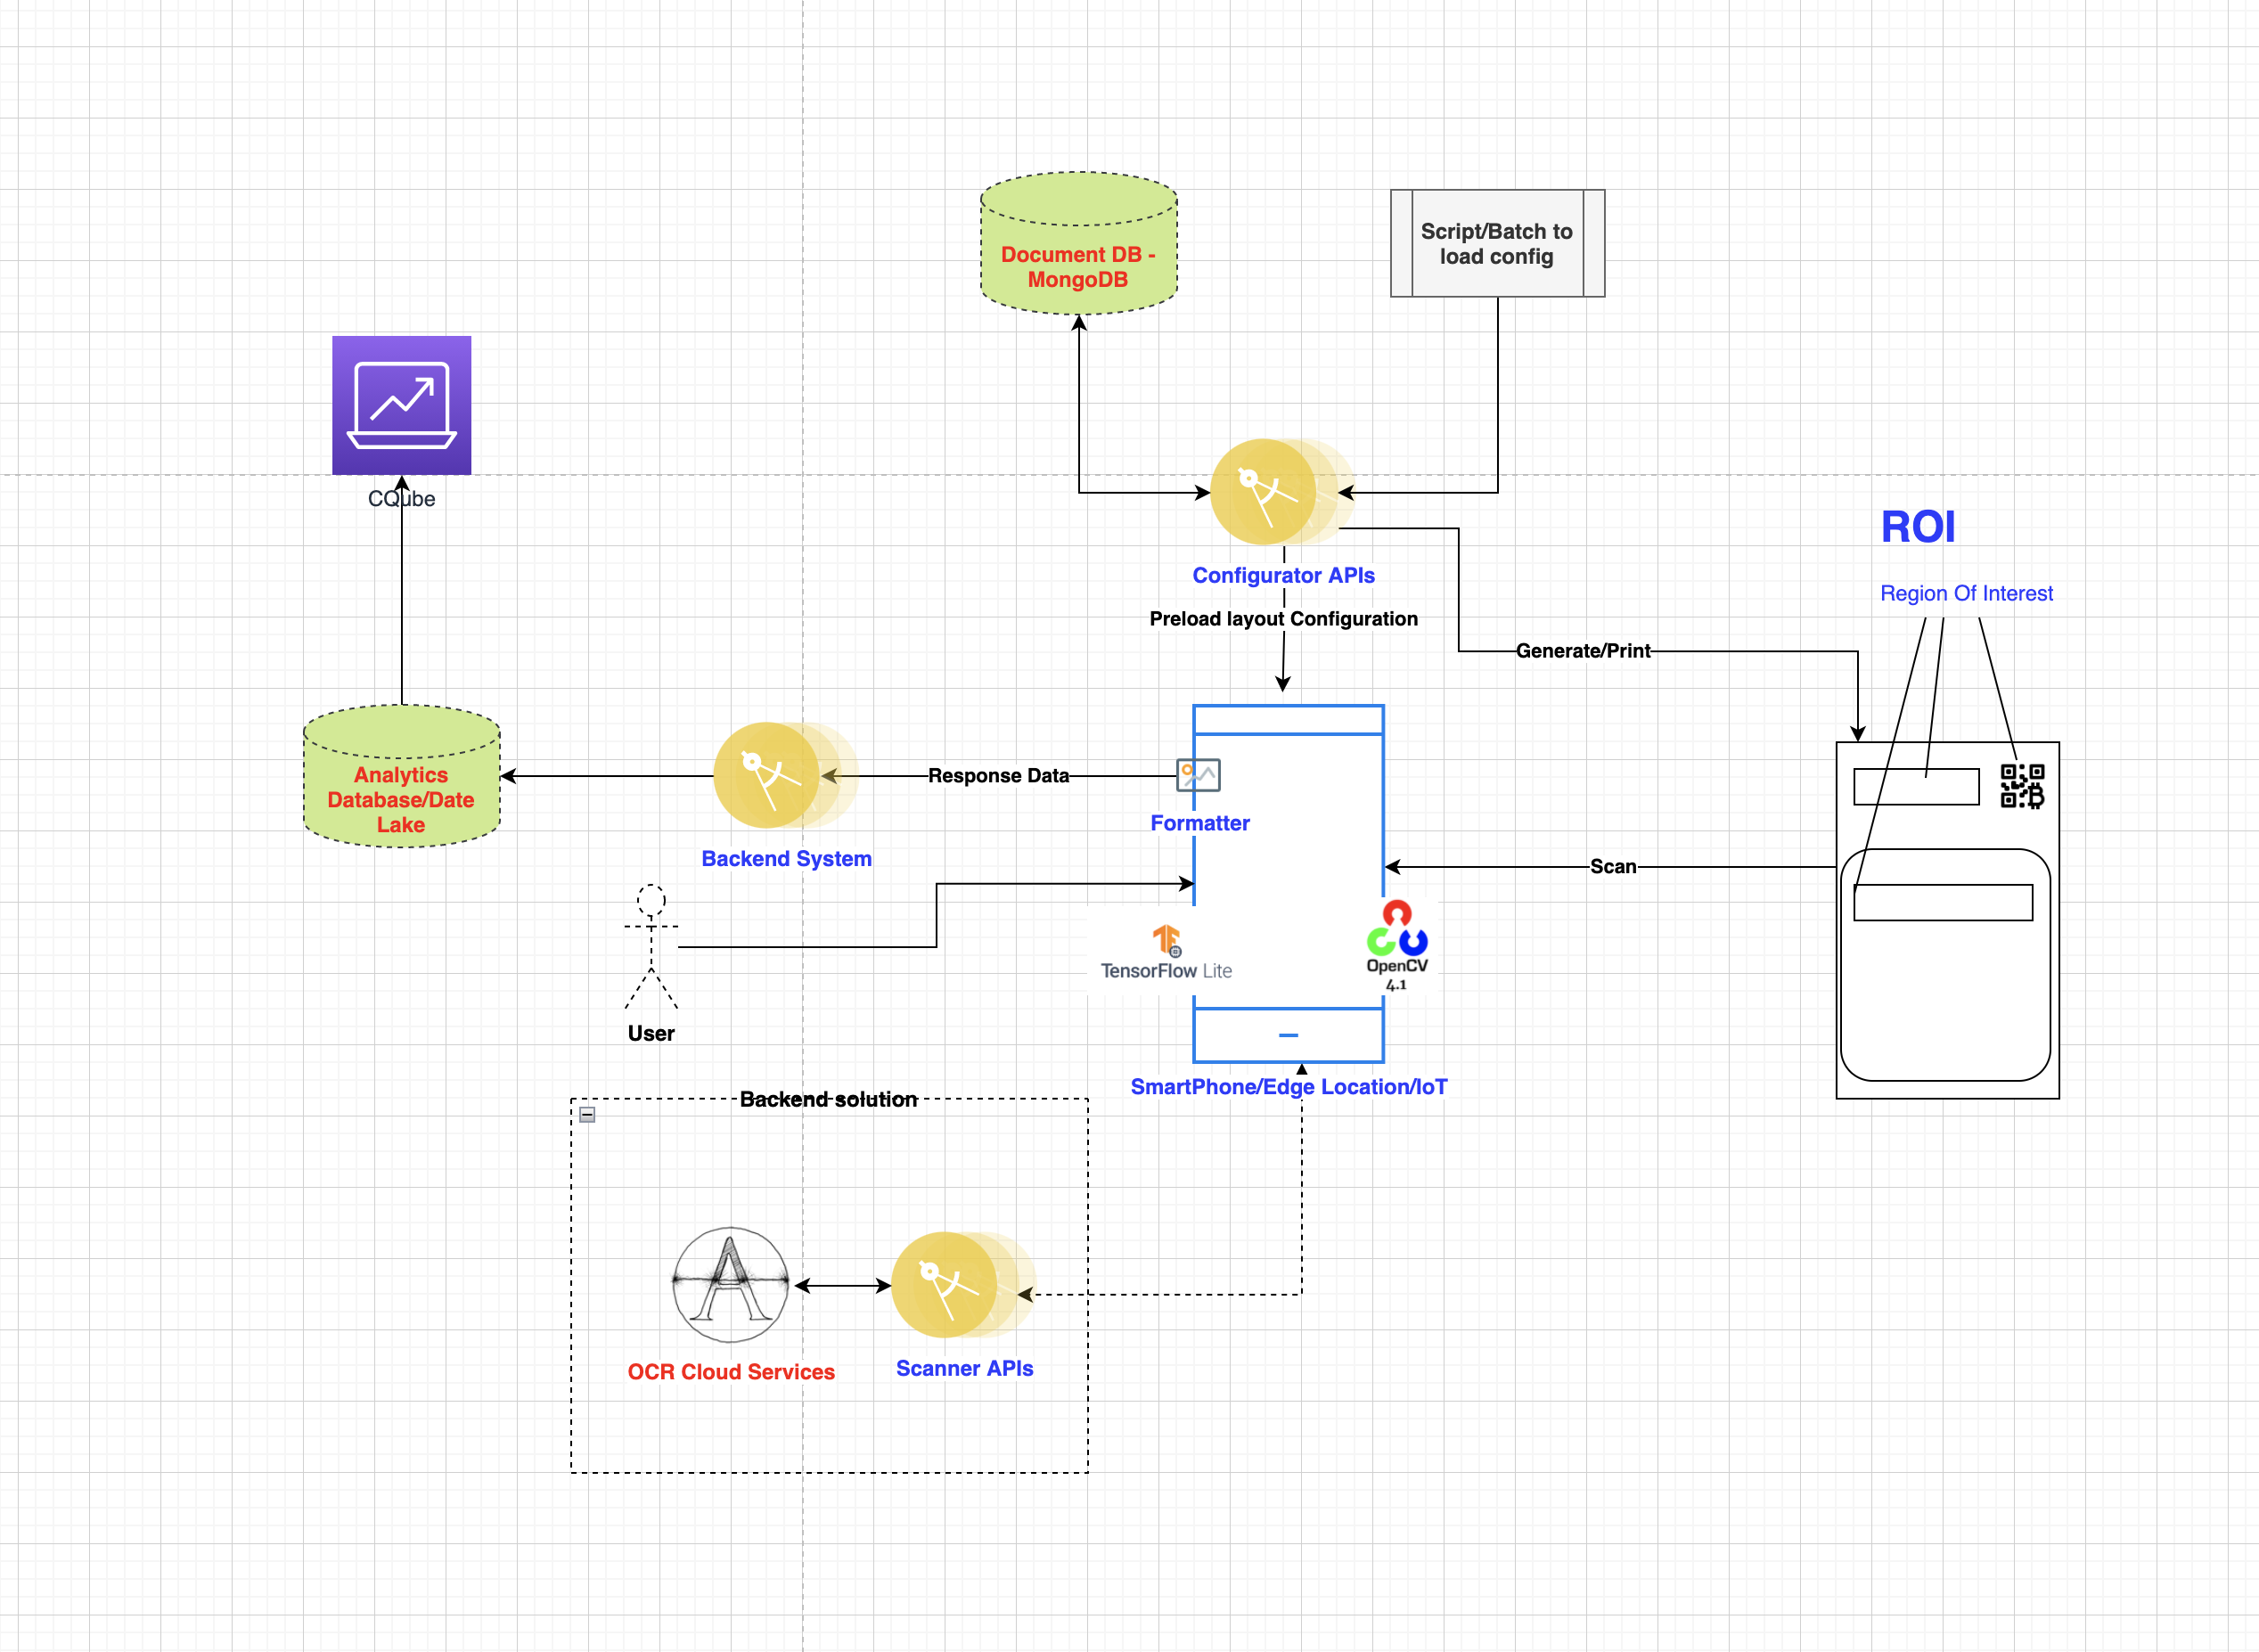 Document DB -
MongoDB
Script/Batch to
load config
CQube
ROI
Configurator APIs
Region Of Interest
Preload layout Configuration
Generate/Print
Analytics
Database/Date
Lake
Response Data
Formatter
Backend System
Scan
TensorFlow Lite
OpenCV
4.1
User
SmartPhone/Edge Location/IoT
Backend solution
A
OCR Cloud Services
Scanner APIs